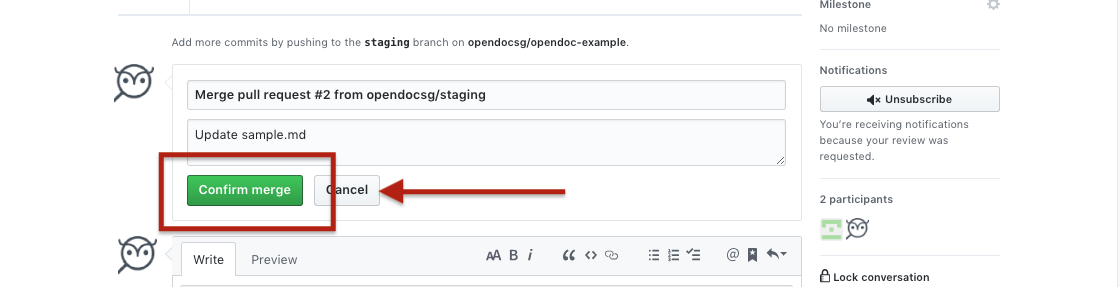 Milestone
No milestone
Add more commits by pushing to the staging branch on opendocsg/opendoc-example.
Merge pull request #2 from opendocsg/staging
Update sample.md
Confirm merge
Cancel
Notifications
Unsubscribe
You’re receiving notifications
because your review was
requested.
2 participants
Write Preview
AA B i
@
Lock conversation